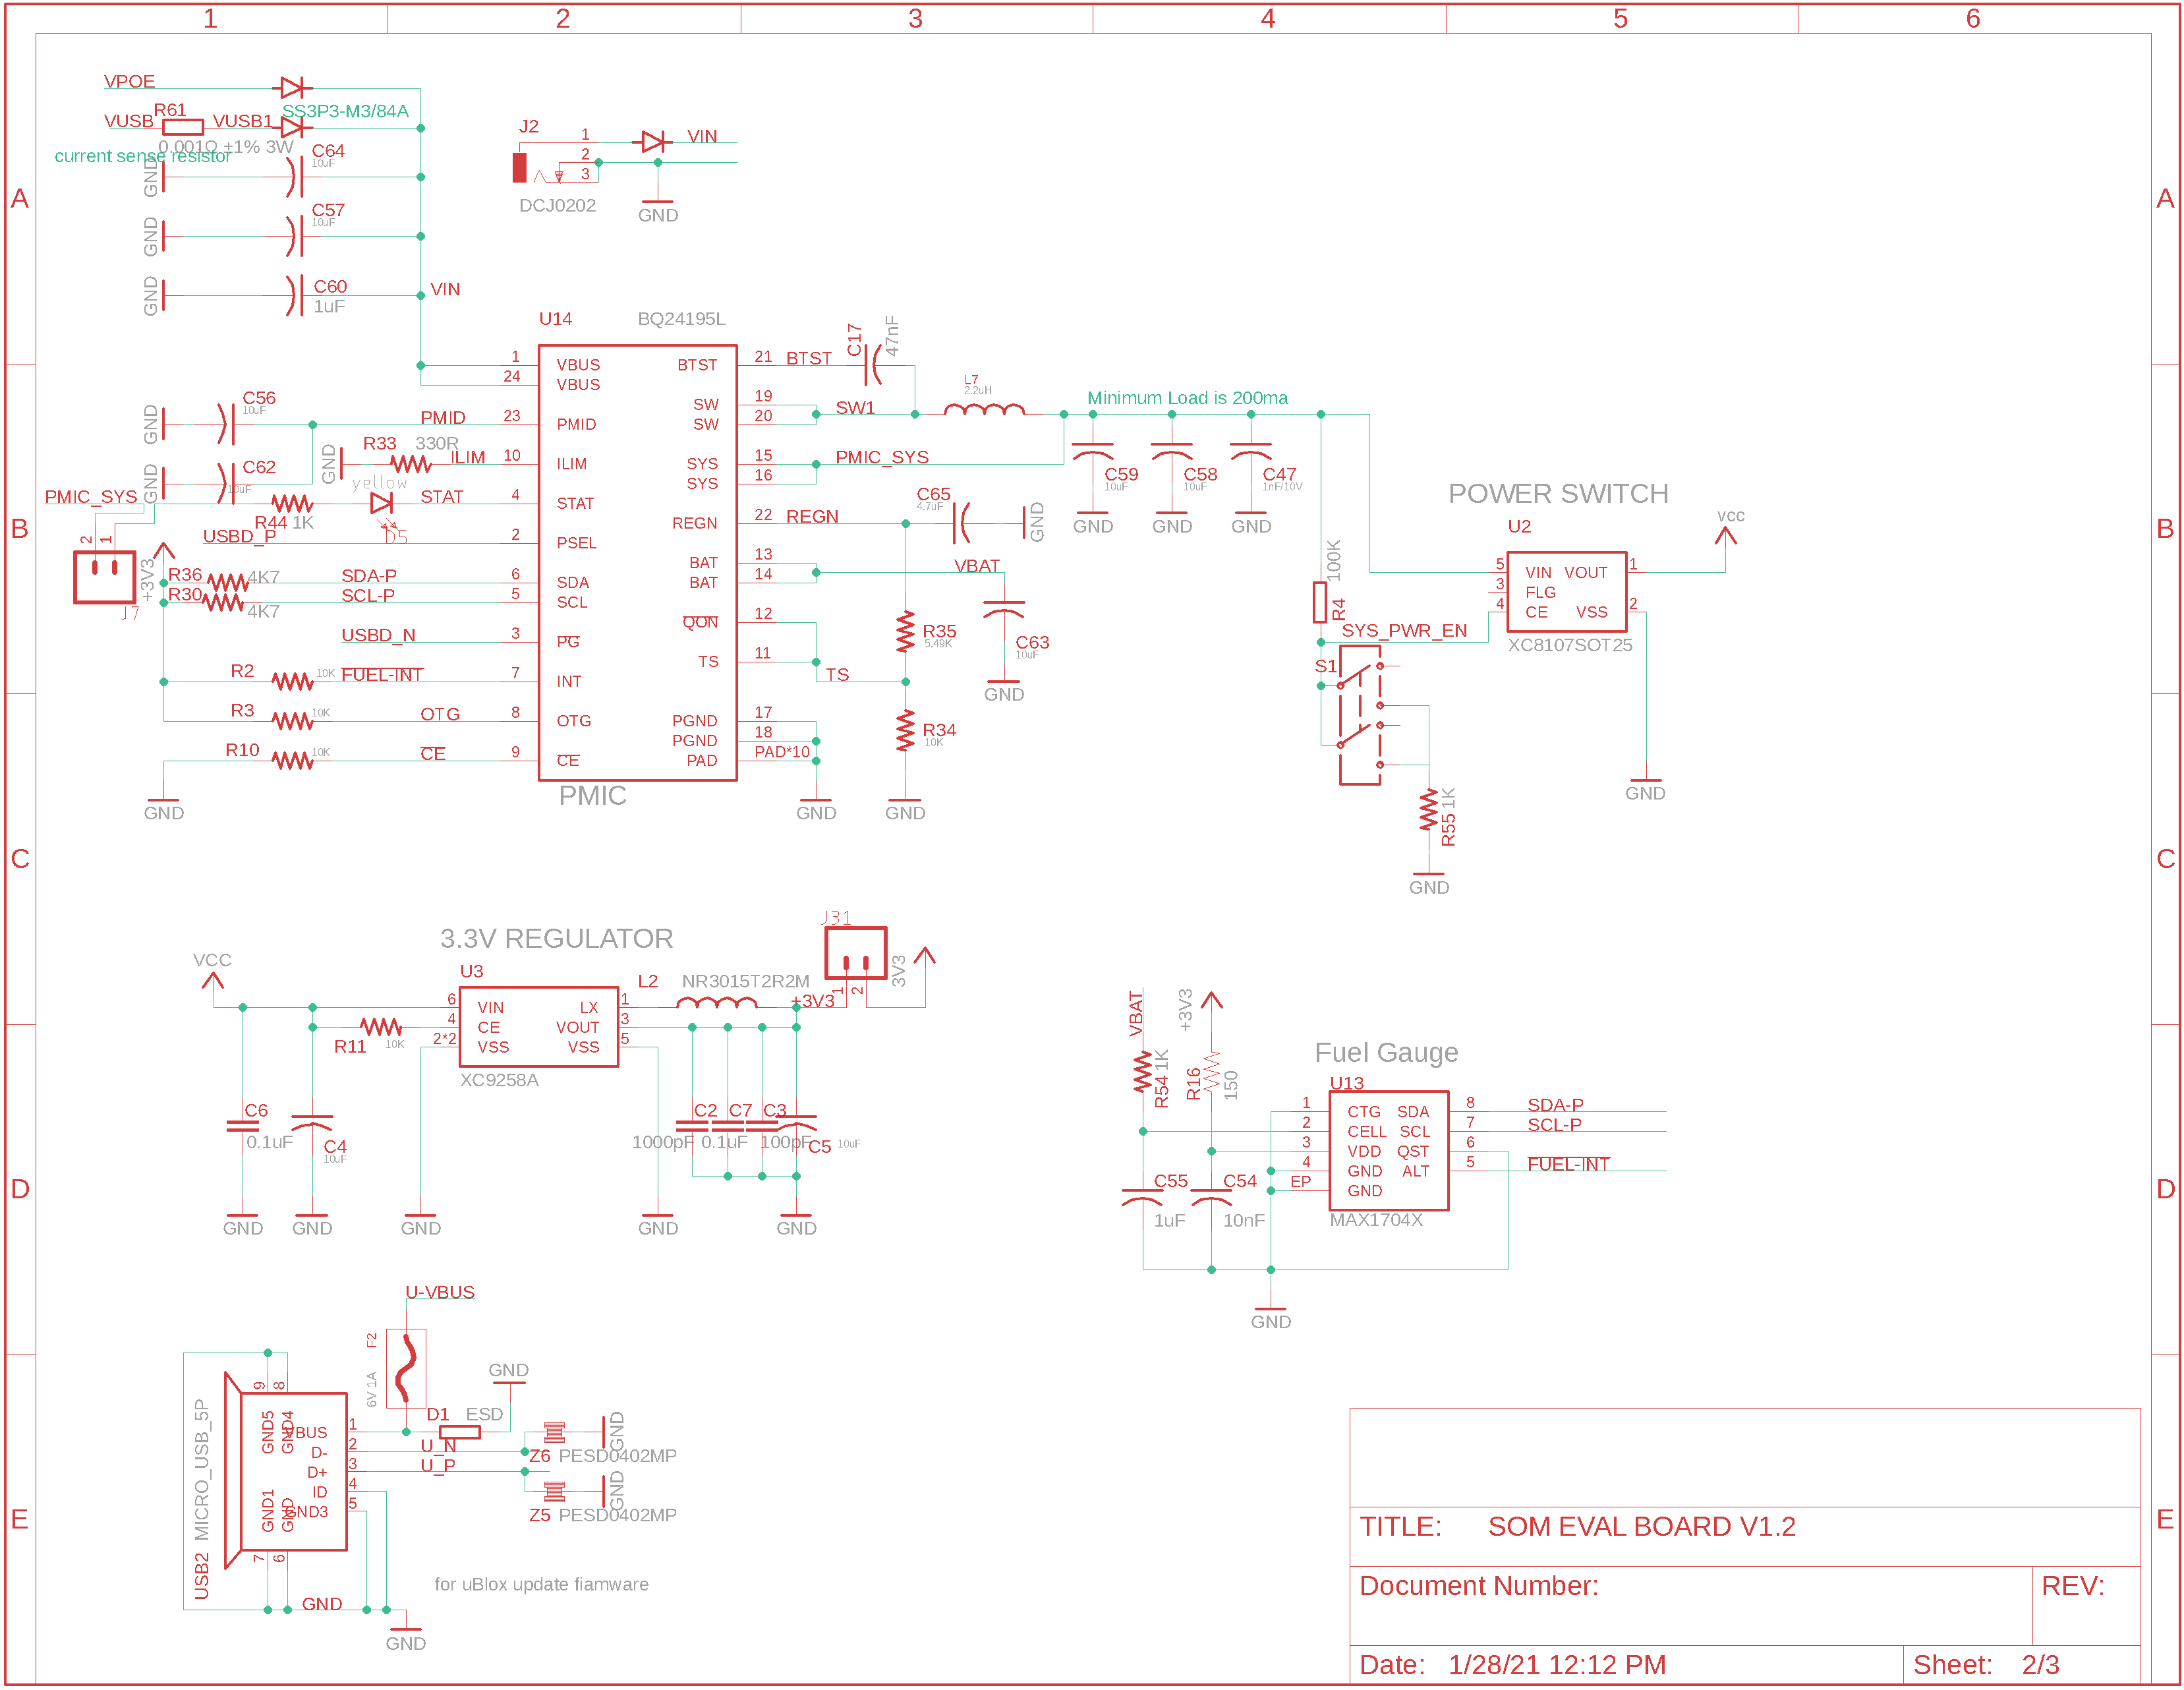 1 2 3 4 5 6
A A
B B
C C
D D
E E
VPOE
SS3P3-M3/84A
R61
VUSB VUSB1
0.001Ω ±1% 3W
current sense resistor
C64
10uF
GND
C57
10uF
GND
C60
1uF
GND
VIN
J2
1
2
3
VIN
DCJ0202
GND
U14 BQ24195L
1 VBUS
24 VBUS
23 PMID
10 ILIM
4 STAT
2 PSEL
6 SDA
5 SCL
3 PG
7 INT
8 OTG
9 CE
BTST 21
SW 19
SW 20
SYS 15
SYS 16
REGN 22
BAT 13
BAT 14
QON 12
TS 11
PGND 17
PGND 18
PAD PAD*10
PMIC
C56
10uF
GND
PMID
R33 330R
GND
ILIM
C62
10uF
GND
yellow
D5
STAT
PMIC_SYS
R44 1K
USBD_P
2 1
J7
+3V3
R36 4K7 SDA-P
R30 4K7 SCL-P
USBD_N
R2 10K FUEL-INT
R3 10K OTG
R10 10K CE
GND
BTST C17 47nF
SW1
L7
2.2uH
PMIC_SYS
Minimum Load is 200ma
C59
10uF
GND
C58
10uF
GND
C47
1nF/10V
GND
REGN
C65
4.7uF
GND
VBAT
C63
10uF
GND
R35
5.49K
TS
R34
10K
GND
GND
100K
R4
SYS_PWR_EN
S1
R55 1K
GND
POWER SWITCH
U2
5 VIN VOUT 1
3 FLG
4 CE VSS 2
XC8107SOT25
vcc
GND
3.3V REGULATOR
VCC
U3
6 VIN LX 1
4 CE VOUT 3
2*2 VSS VSS 5
XC9258A
R11 10K
C6
0.1uF
C4
10uF
GND GND GND GND GND
L2 NR3015T2R2M
+3V3
J31
1 2
3V3
C2 C7 C3
1000pF 0.1uF 100pF
C5 10uF
VBAT
+3V3
R54 1K
R16 150
Fuel Gauge
U13
1 CTG SDA 8 SDA-P
2 CELL SCL 7 SCL-P
3 VDD QST 6
4 GND ALT 5 FUEL-INT
EP GND
MAX1704X
C55
1uF
C54
10nF
GND
U-VBUS
F2
6V 1A
GND
D1 ESD
USB2 MICRO_USB_5P
9 8
GND5 GND4
VBUS 1
D- 2
D+ 3
ID 4
GND3 5
GND1 GND
7 6
U_N
U_P
Z6 PESD0402MP
GND
Z5 PESD0402MP
GND
GND
GND
for uBlox update fiamware
TITLE: SOM EVAL BOARD V1.2
Document Number:
REV:
Date: 1/28/21 12:12 PM
Sheet: 2/3